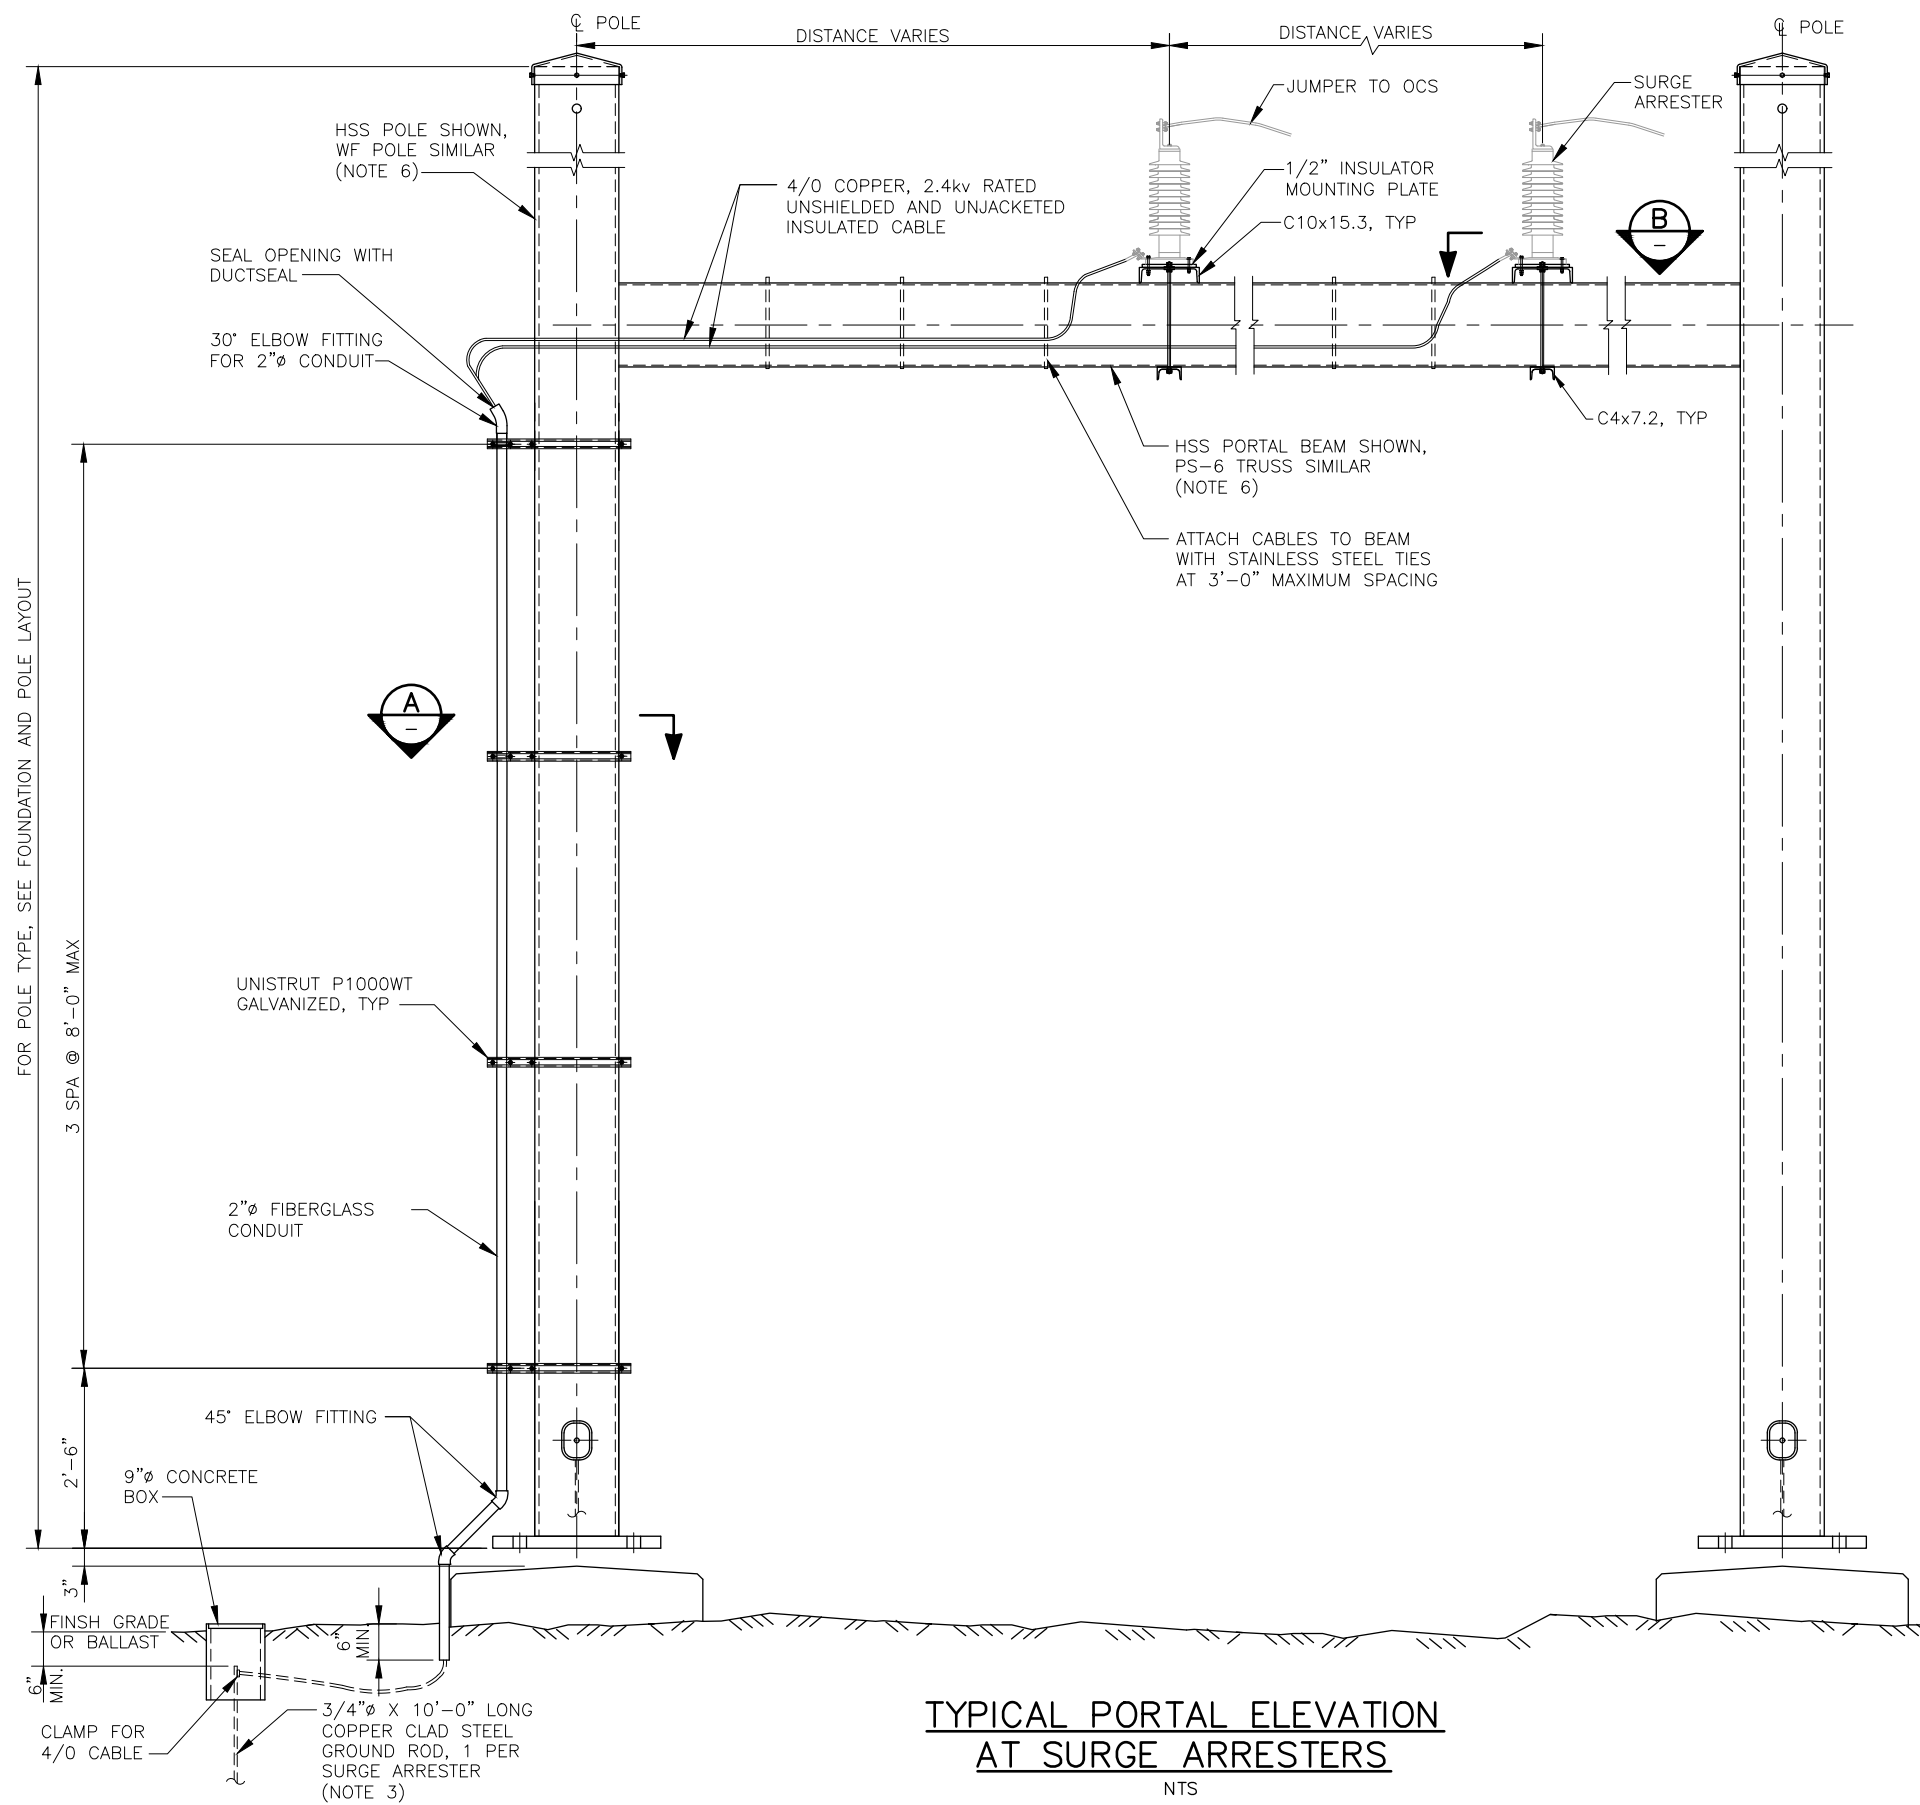 ℄ POLE
DISTANCE VARIES
DISTANCE VARIES
℄ POLE
JUMPER TO OCS
SURGE
ARRESTER
HSS POLE SHOWN,
WF POLE SIMILAR
(NOTE 6)
4/0 COPPER, 2.4kv RATED
UNSHIELDED AND UNJACKETED
INSULATED CABLE
1/2" INSULATOR
MOUNTING PLATE
C10x15.3, TYP
B
-
SEAL OPENING WITH
DUCTSEAL
30° ELBOW FITTING
FOR 2"ø CONDUIT
C4x7.2, TYP
HSS PORTAL BEAM SHOWN,
PS-6 TRUSS SIMILAR
(NOTE 6)
ATTACH CABLES TO BEAM
WITH STAINLESS STEEL TIES
AT 3'-0" MAXIMUM SPACING
FOR POLE TYPE, SEE FOUNDATION AND POLE LAYOUT
A
-
3 SPA @ 8'-0" MAX
UNISTRUT P1000WT
GALVANIZED, TYP
2"ø FIBERGLASS
CONDUIT
45° ELBOW FITTING
2'-6"
9"ø CONCRETE
BOX
3"
FINSH GRADE
OR BALLAST
6"
MIN.
6"
MIN.
CLAMP FOR
4/0 CABLE
3/4"ø X 10'-0" LONG
COPPER CLAD STEEL
GROUND ROD, 1 PER
SURGE ARRESTER
(NOTE 3)
TYPICAL PORTAL ELEVATION
AT SURGE ARRESTERS
NTS